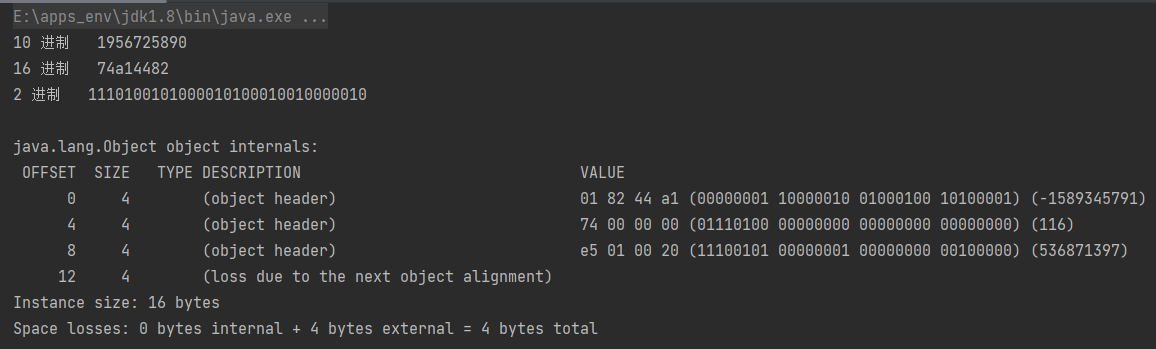 E:\apps_env\jdk1.8\bin\java.exe ...
10 进制   1956725890
16 进制   74a14482
2 进制   1110100101000010100010010000010
java.lang.Object object internals:
 OFFSET  SIZE   TYPE DESCRIPTION                               VALUE
      0     4        (object header)                           01 82 44 a1 (00000001 10000010 01000100 10100001) (-1589345791)
      4     4        (object header)                           74 00 00 00 (01110100 00000000 00000000 00000000) (116)
      8     4        (object header)                           e5 01 00 20 (11100101 00000001 00000000 00100000) (536871397)
     12     4        (loss due to the next object alignment)
Instance size: 16 bytes
Space losses: 0 bytes internal + 4 bytes external = 4 bytes total